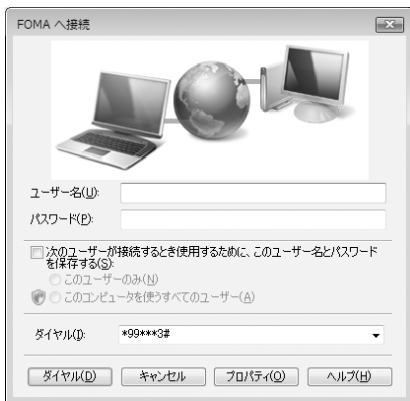 FOMA へ接続
ユーザー名(U):
パスワード(P):
次のユーザーが接続するとき使用するために、このユーザー名とパスワード
を保存する(S):
このユーザーのみ(N)
このコンピュータを使うすべてのユーザー(A)
ダイヤル(I):
*99***3#
ダイヤル(D)
キャンセル
プロパティ(O)
ヘルプ(H)